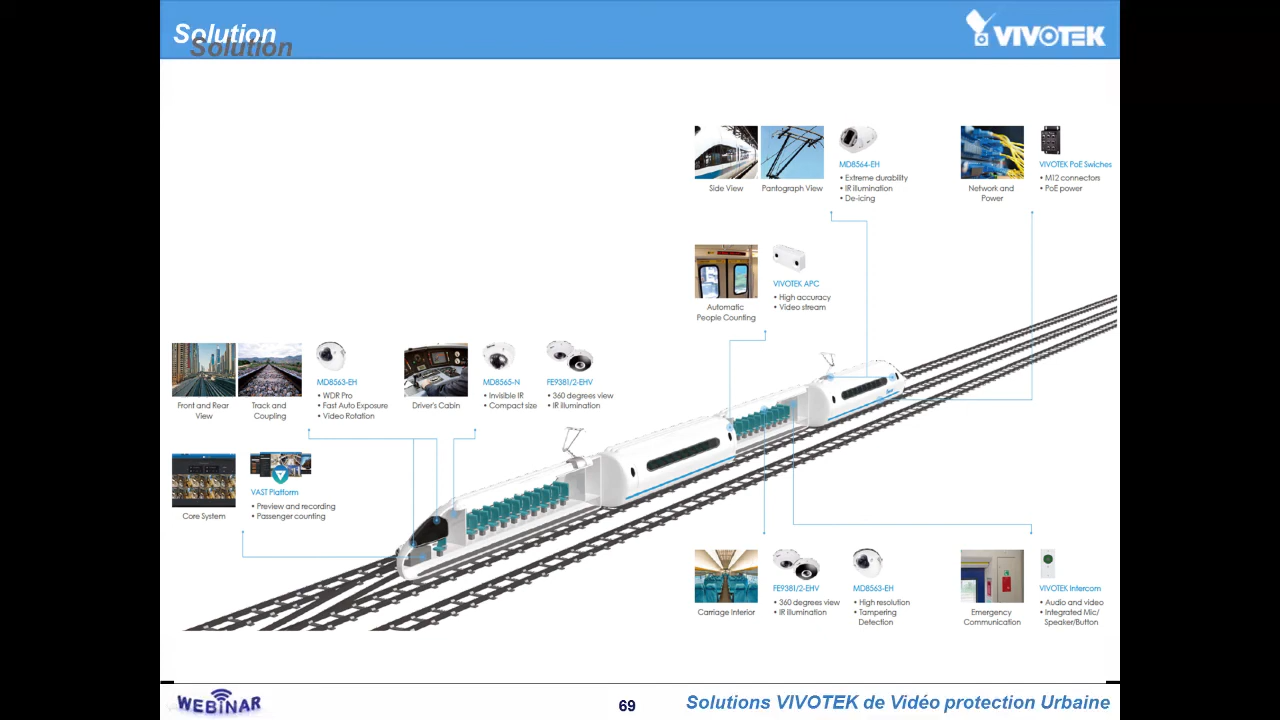 Solution
VIVOTEK
Side View
Pantograph View
MD8564-EH
• Extreme durability
• IR illumination
• De-icing
Network and
Power
VIVOTEK PoE Swiches
• M12 connectors
• PoE power
Automatic
People Counting
VIVOTEK APC
• High accuracy
• Video stream
Front and Rear
View
Track and
Coupling
MD8563-EH
• WDR Pro
• Fast Auto Exposure
• Video Rotation
Driver's Cabin
MD8565-N
• Invisible IR
• Compact size
FE9381/2-EHV
• 360 degrees view
• IR illumination
Core System
VAST Platform
• Preview and recording
• Passenger counting
Carriage Interior
FE9381/2-EHV
• 360 degrees view
• IR illumination
MD8563-EH
• High resolution
• Tampering
Detection
Emergency
Communication
VIVOTEK Intercom
• Audio and video
• Integrated Mic/
Speaker/Button
WEBINAR
69
Solutions VIVOTEK de Vidéo protection Urbaine